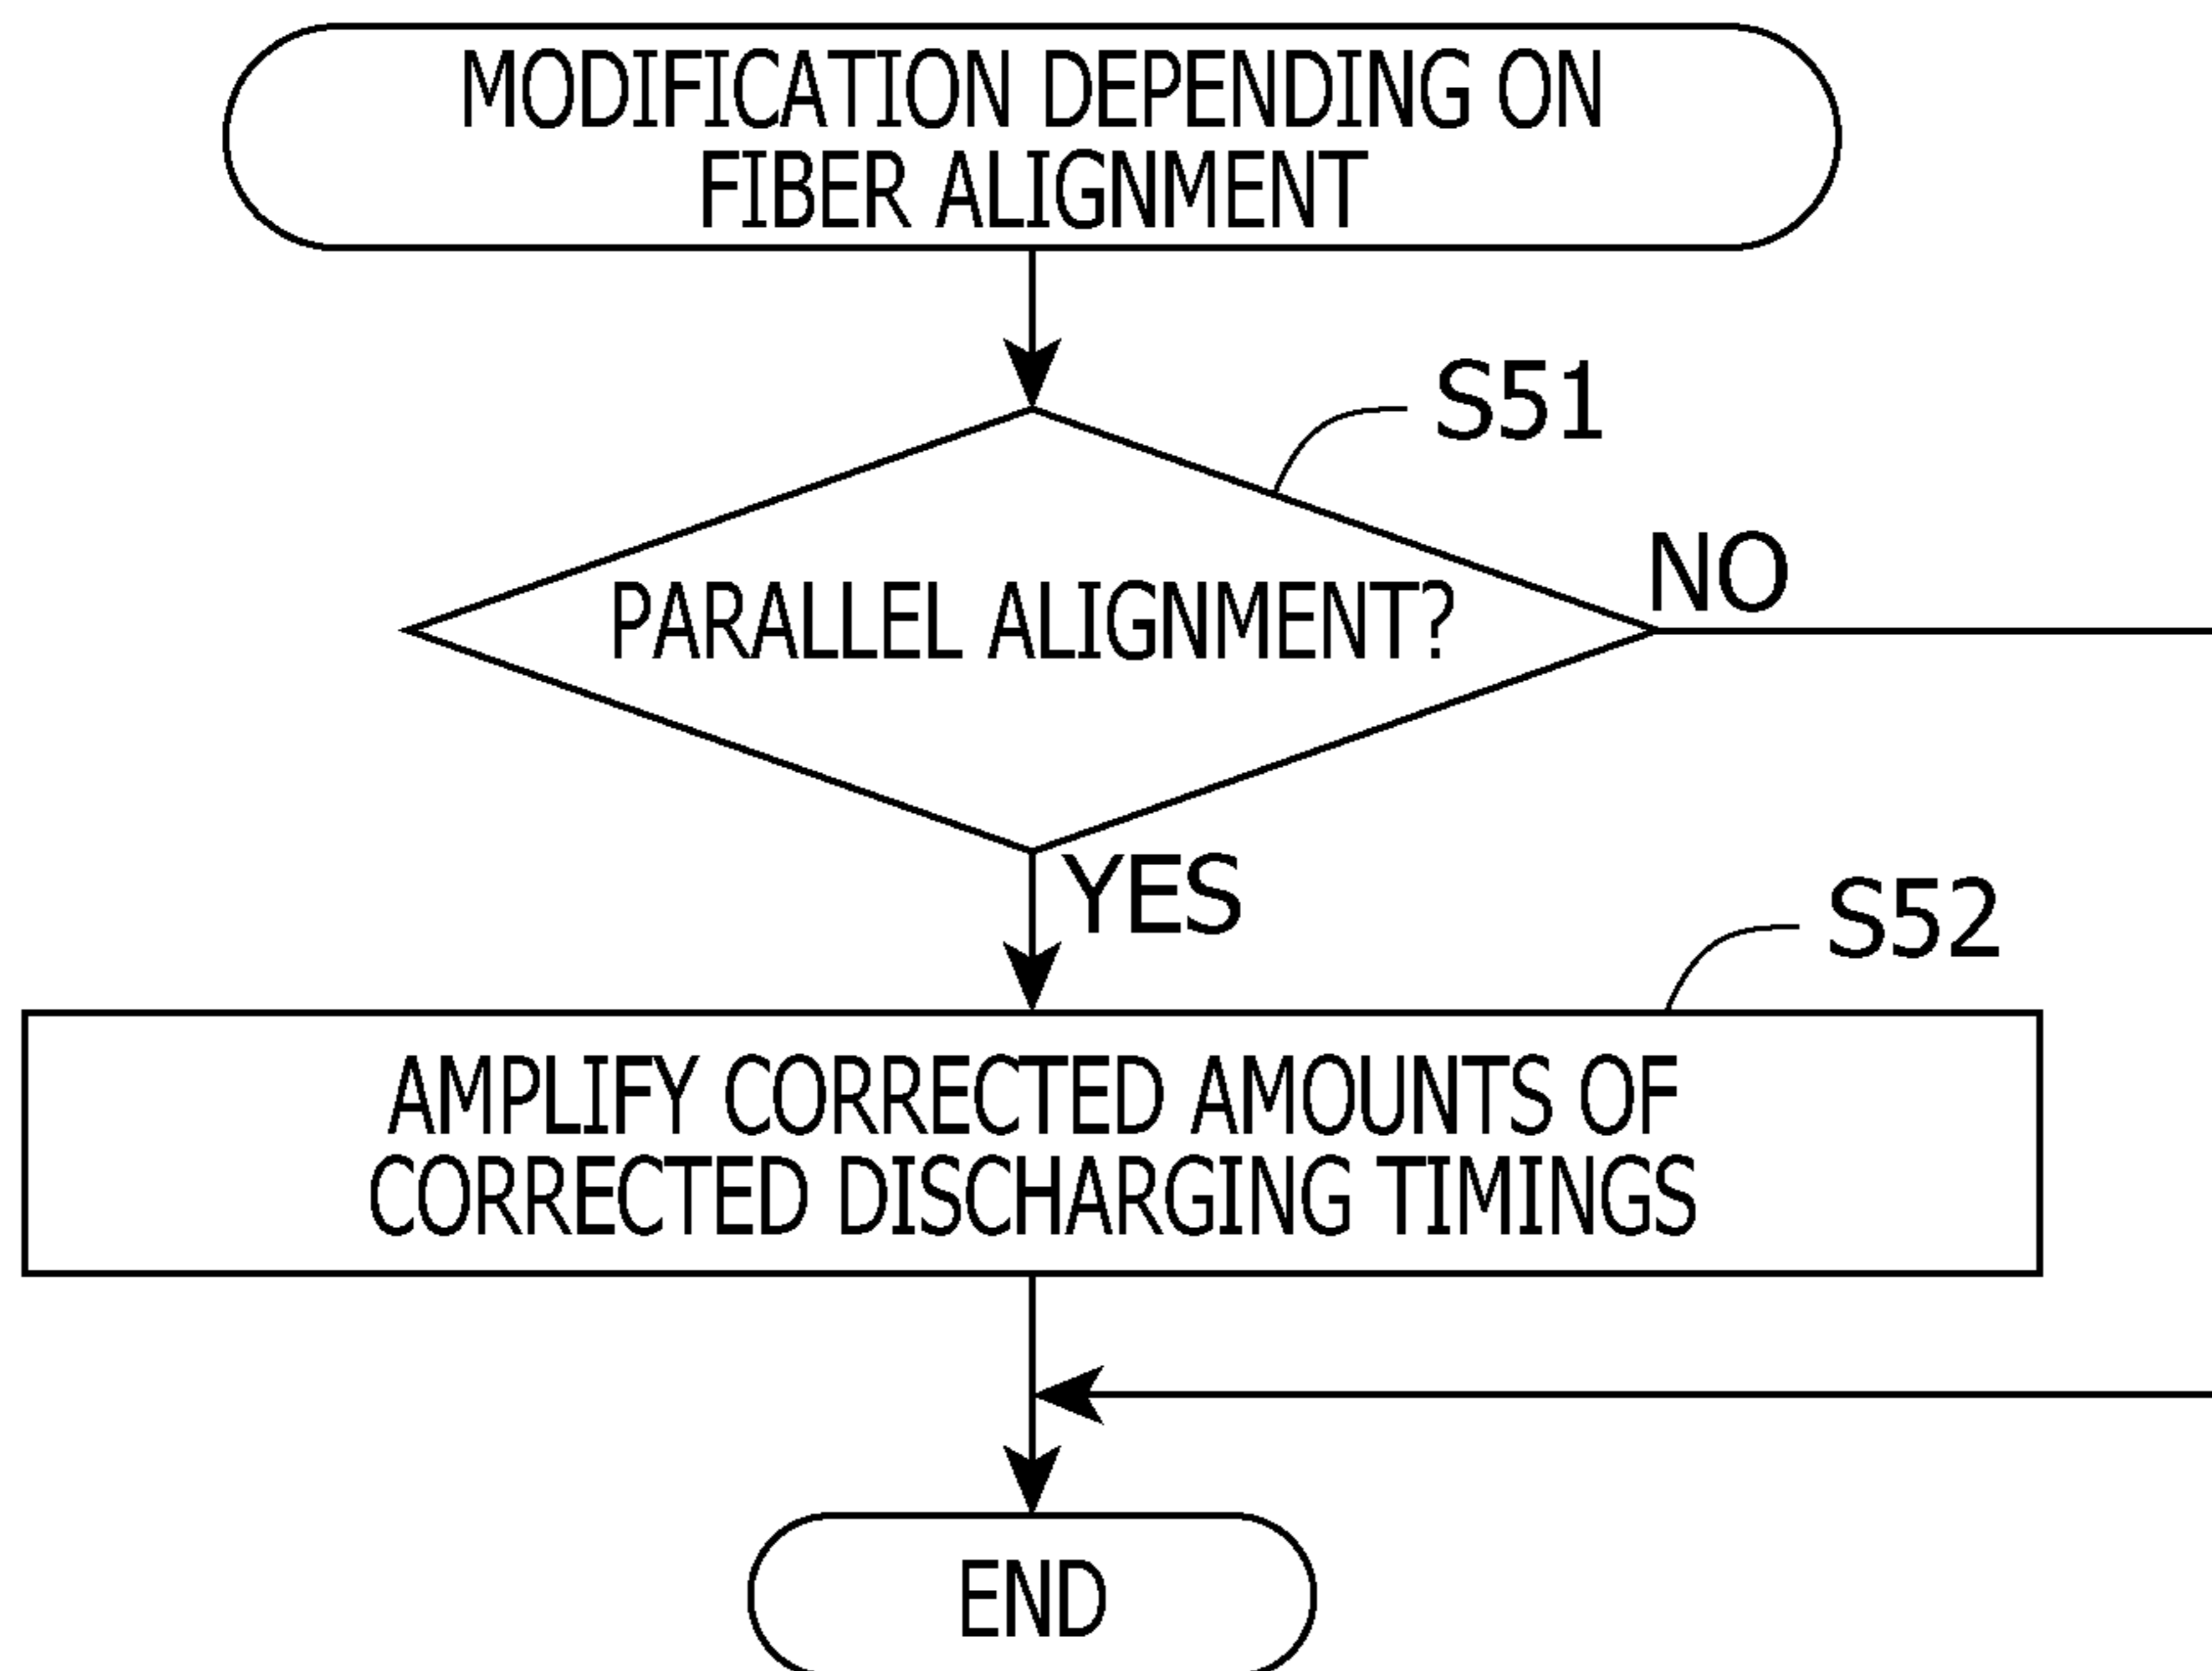 MODIFICATION DEPENDING ON
FIBER ALIGNMENT
S51
PARALLEL ALIGNMENT?
NO
YES
S52
AMPLIFY CORRECTED AMOUNTS OF
CORRECTED DISCHARGING TIMINGS
END